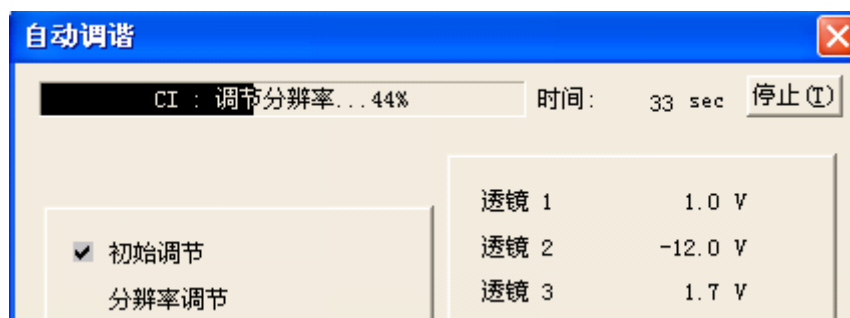 自动调谐
CI : 调节分辨率...44% 时间: 33 sec 停止(T)
透镜 1 1.0 V
初始调节 透镜 2 -12.0 V
分辨率调节 透镜 3 1.7 V